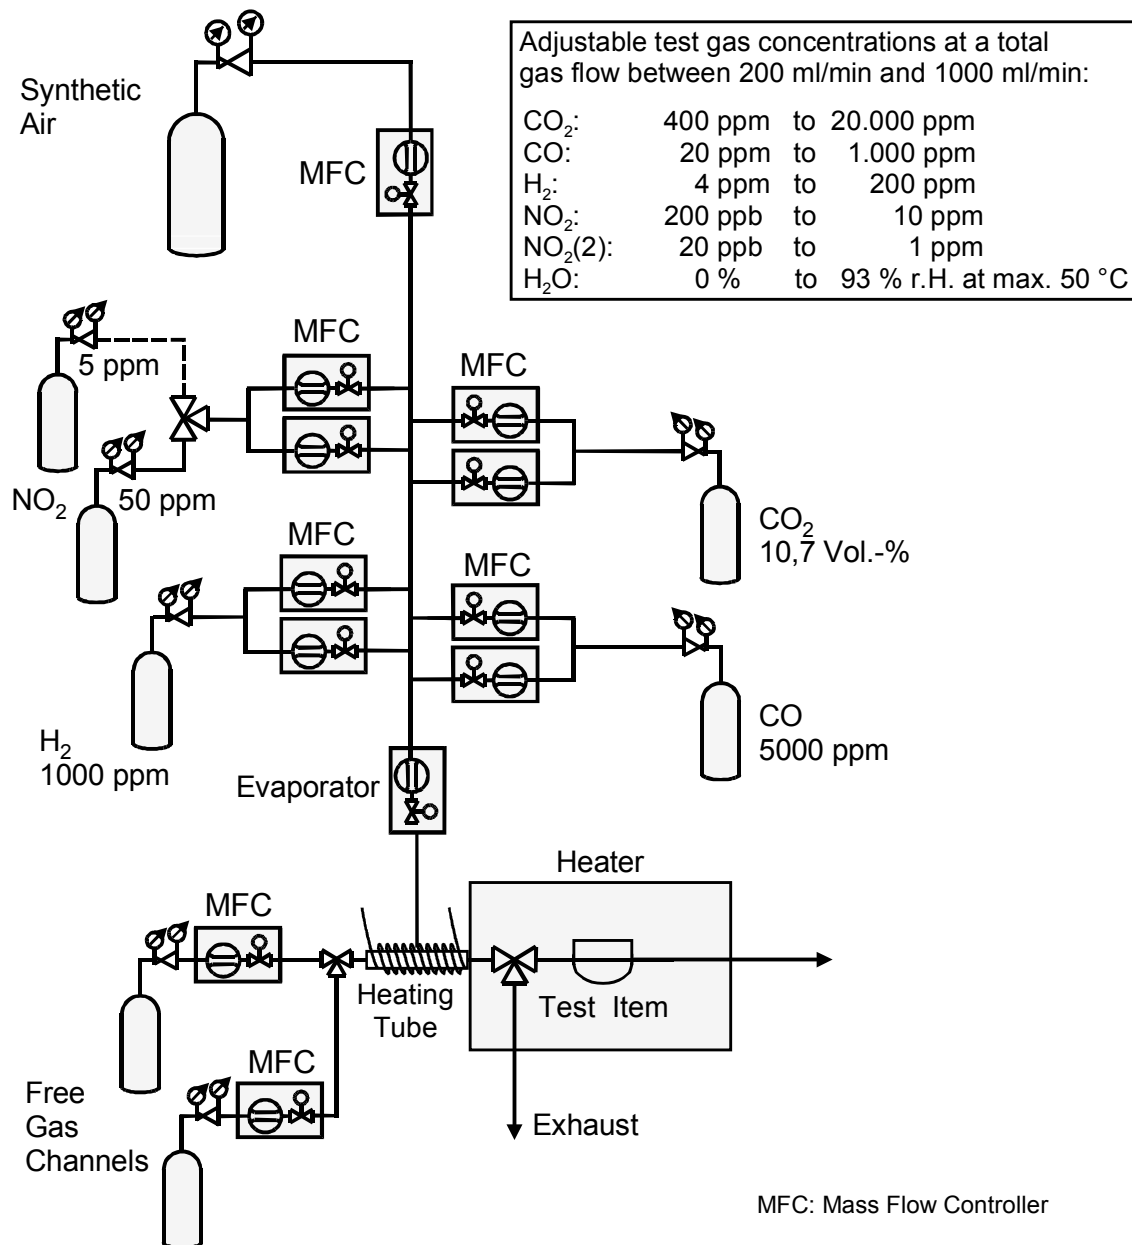 Adjustable test gas concentrations at a total
gas flow between 200 ml/min and 1000 ml/min:
CO₂: 400 ppm to 20.000 ppm
CO: 20 ppm to 1.000 ppm
H₂: 4 ppm to 200 ppm
NO₂: 200 ppb to 10 ppm
NO₂(2): 20 ppb to 1 ppm
H₂O: 0 % to 93 % r.H. at max. 50 °C
Synthetic
Air
MFC
MFC
MFC
5 ppm
NO₂
50 ppm
CO₂
10,7 Vol.-%
MFC
MFC
H₂
1000 ppm
CO
5000 ppm
Evaporator
Heater
MFC
Heating
Tube
Test Item
MFC
Free
Gas
Channels
Exhaust
MFC: Mass Flow Controller